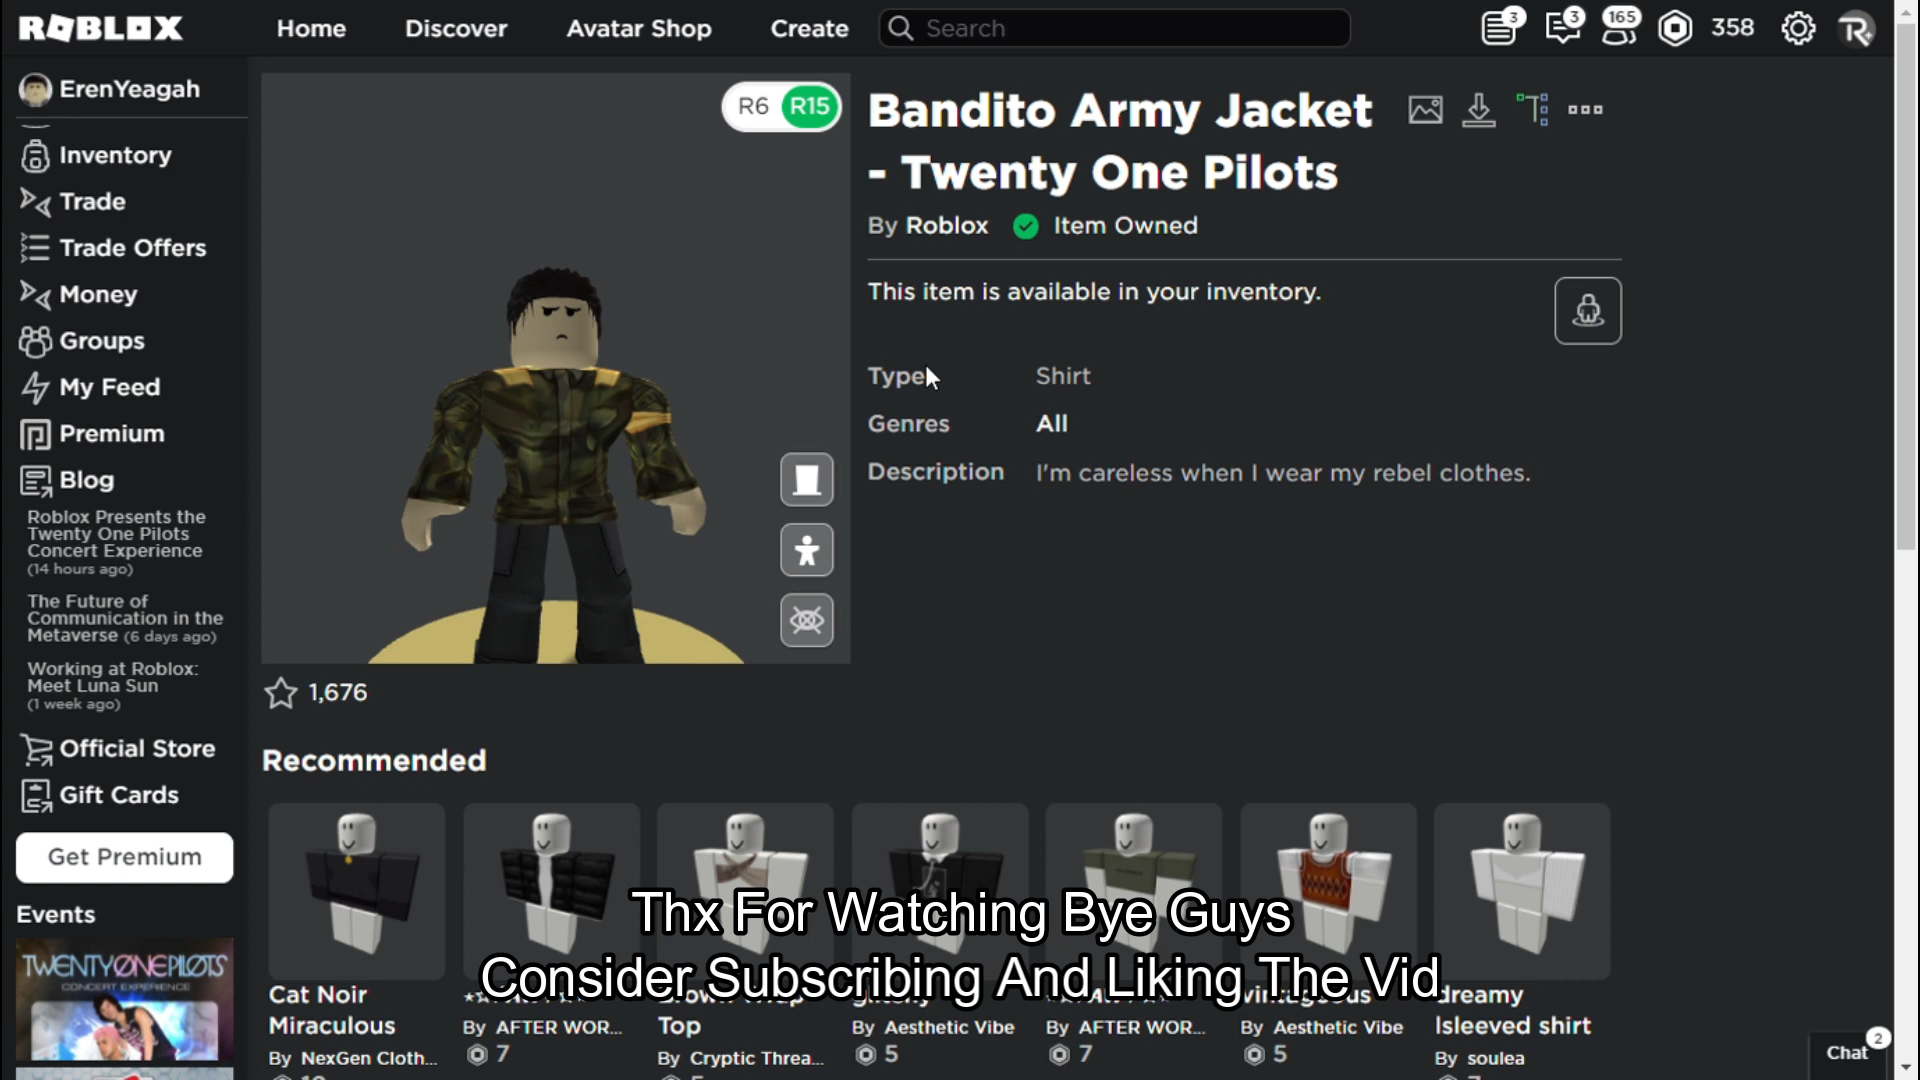 ROBLOX
Home
Discover
Avatar Shop
Create
Search
3
3
165
358
ErenYeagah
Inventory
Trade
Trade Offers
Money
Groups
My Feed
Premium
Blog
Roblox Presents the
Twenty One Pilots
Concert Experience
(14 hours ago)
The Future of
Communication in the
Metaverse (6 days ago)
Working at Roblox:
Meet Luna Sun
(1 week ago)
Official Store
Gift Cards
Get Premium
Events
TWENTY ONE PILOTS
CONCERT EXPERIENCE
R6 R15
Bandito Army Jacket
- Twenty One Pilots
By Roblox Item Owned
This item is available in your inventory.
Type Shirt
Genres All
Description I'm careless when I wear my rebel clothes.
1,676
Recommended
Thx For Watching Bye Guys
Consider Subscribing And Liking The Vid
Cat Noir
Miraculous
By NexGen Cloth...
By AFTER WOR...
7
Top
By Cryptic Threa...
By Aesthetic Vibe
5
By AFTER WOR...
7
By Aesthetic Vibe
5
dreamy
lsleeved shirt
By soulea
Chat
2